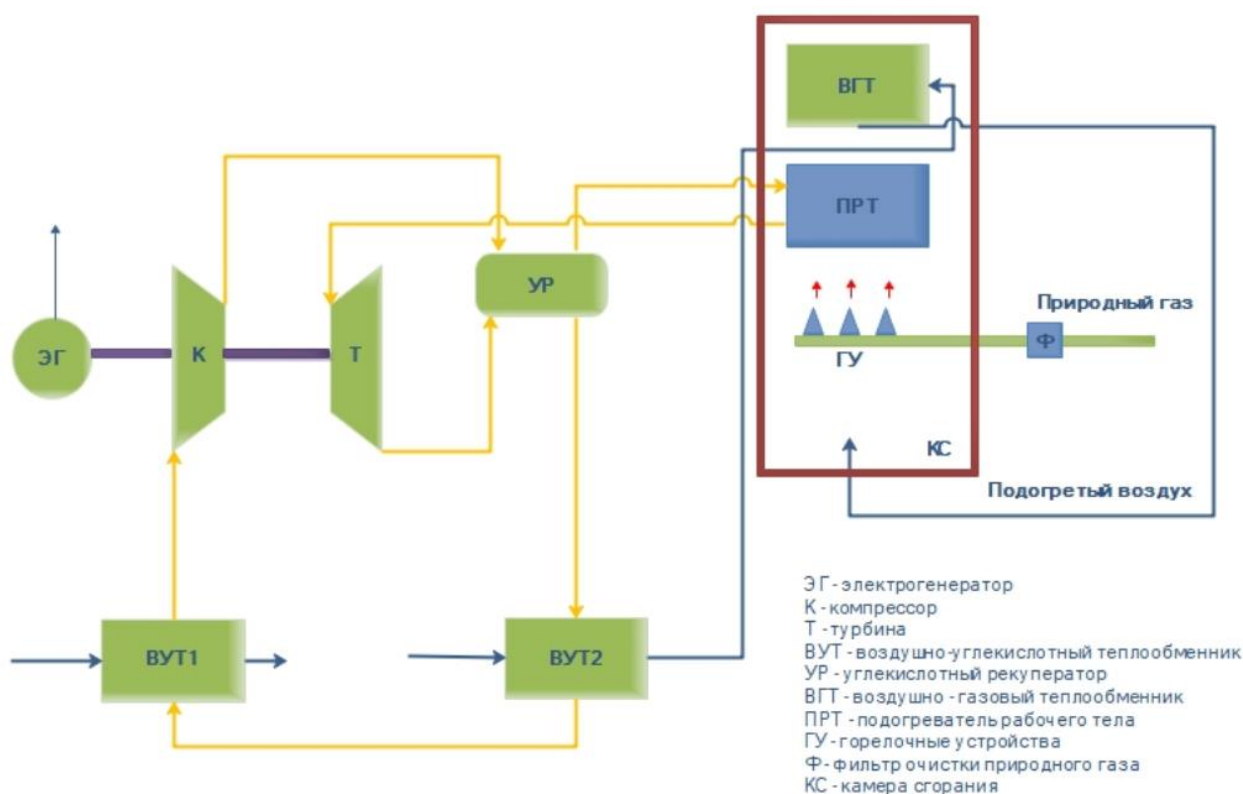 ВГТ
ПРТ
УР
Природный газ
ЭГ
К
Т
ГУ
Ф
КС
Подогретый воздух
ВУТ1
ВУТ2
ЭГ - электрогенератор
К - компрессор
Т - турбина
ВУТ - воздушно-углекислотный теплообменник
УР - углекислотный рекуператор
ВГТ - воздушно - газовый теплообменник
ПРТ - подогреватель рабочего тела
ГУ - горелочные устройства
Ф - фильтр очистки природного газа
КС - камера сгорания